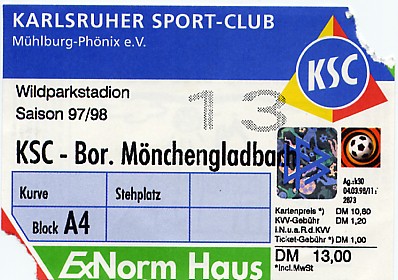 KARLSRUHER SPORT-CLUB
Mühlburg-Phönix e.V.
KSC
Wildparkstadion
Saison 97/98
13
KSC - Bor. Mönchengladbach
Kurve Stehplatz
Block A4
Kartenpreis *) DM 10,80
KVV-Gebühr DM 1,20
i.N.u.A.R.d.KVV
Ticket-Gebühr *) DM 1,00
DM 13,00
*incl.MwSt
ExNorm Haus